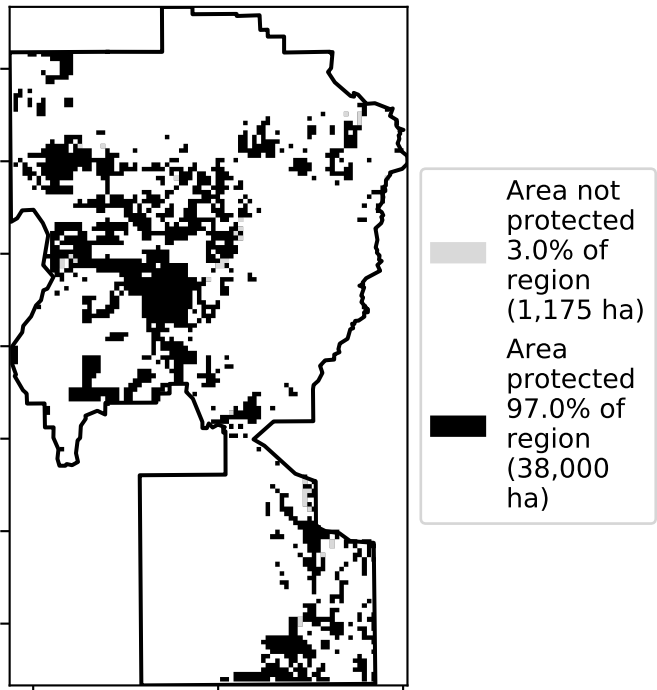 Area not
protected
3.0% of
region
(1,175 ha)
Area
protected
97.0% of
region
(38,000
ha)